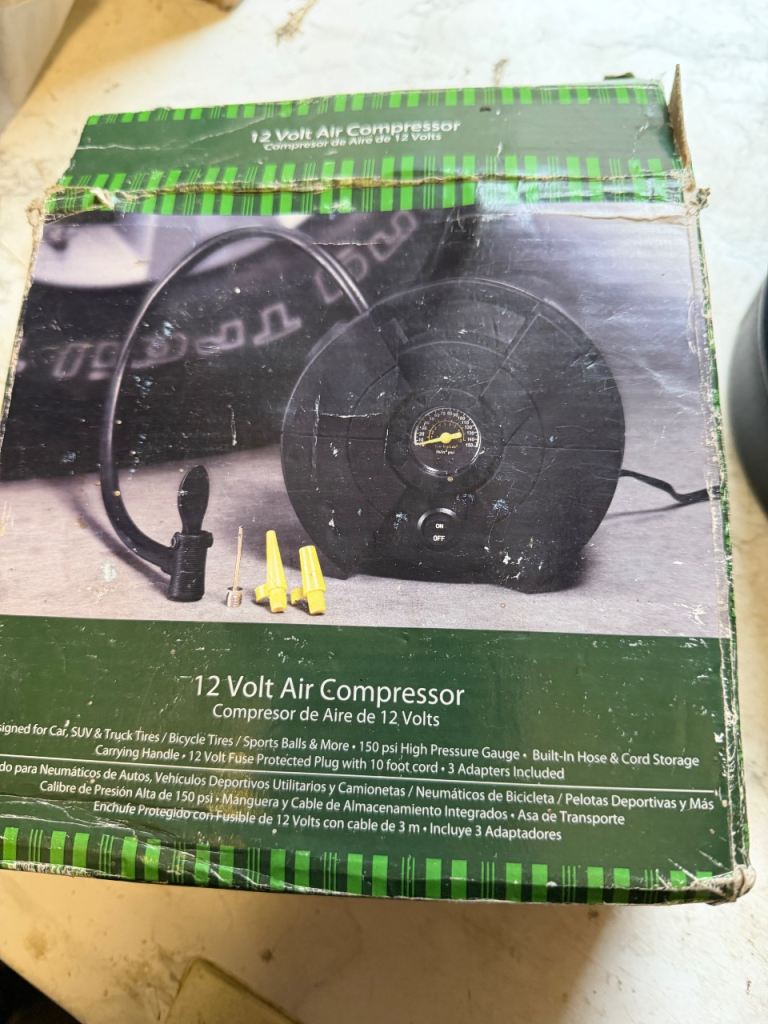 12 Volt Air Compressor
Compresor de Aire de 12 Volts
ON
OFF
12 Volt Air Compressor
Compresor de Aire de 12 Volts
signed for Car, SUV & Truck Tires / Bicycle Tires / Sports Balls & More • 150 psi High Pressure Gauge • Built-In Hose & Cord Storage
Carrying Handle • 12 Volt Fuse Protected Plug with 10 foot cord • 3 Adapters Included
do para Neumáticos de Autos, Vehículos Deportivos Utilitarios y Camionetas / Neumáticos de Bicicleta / Pelotas Deportivas y Más
Calibre de Presión Alta de 150 psi • Manguera y Cable de Almacenamiento Integrados • Asa de Transporte
Enchufe Protegido con Fusible de 12 Volts con cable de 3 m • Incluye 3 Adaptadores